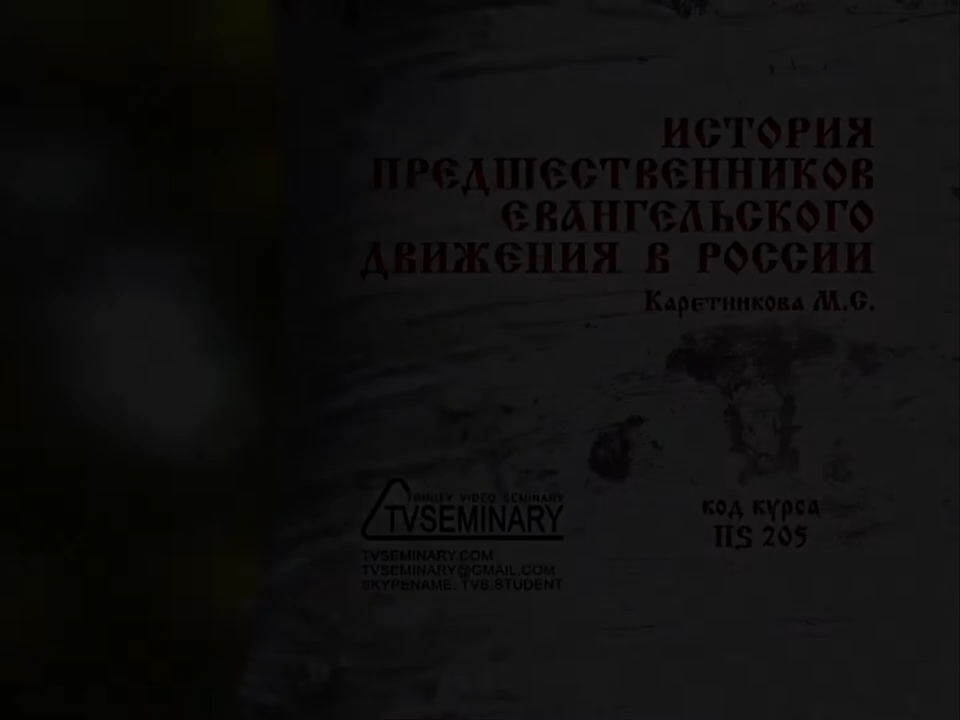 ИСТОРИЯ
ПРЕДШЕСТВЕННИКОВ
ЕВАНГЕЛЬСКОГО
ДВИЖЕНИЯ В РОССИИ
Каретникова М.С.
TRINITY VIDEO SEMINARY
TVSEMINARY
TVSEMINARY.COM
TVSEMINARY@GMAIL.COM
SKYPENAME: TVS.STUDENT
код курса
HS 205